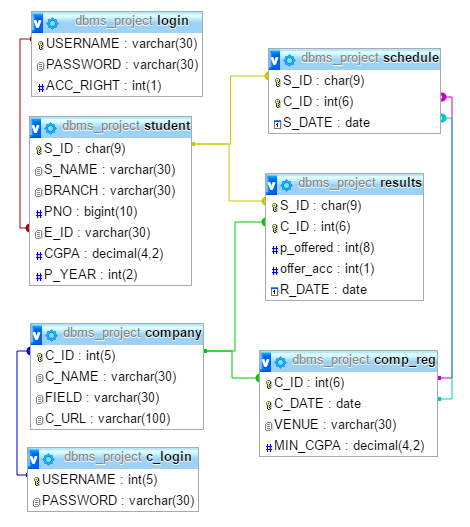 dbms_project login
USERNAME : varchar(30)
PASSWORD : varchar(30)
ACC_RIGHT : int(1)
dbms_project student
S_ID : char(9)
S_NAME : varchar(30)
BRANCH : varchar(30)
PNO : bigint(10)
E_ID : varchar(30)
CGPA : decimal(4,2)
P_YEAR : int(2)
dbms_project company
C_ID : int(5)
C_NAME : varchar(30)
FIELD : varchar(30)
C_URL : varchar(100)
dbms_project c_login
USERNAME : int(5)
PASSWORD : varchar(30)
dbms_project schedule
S_ID : char(9)
C_ID : int(6)
S_DATE : date
dbms_project results
S_ID : char(9)
C_ID : int(6)
p_offered : int(8)
offer_acc : int(1)
R_DATE : date
dbms_project comp_reg
C_ID : int(6)
C_DATE : date
VENUE : varchar(30)
MIN_CGPA : decimal(4,2)